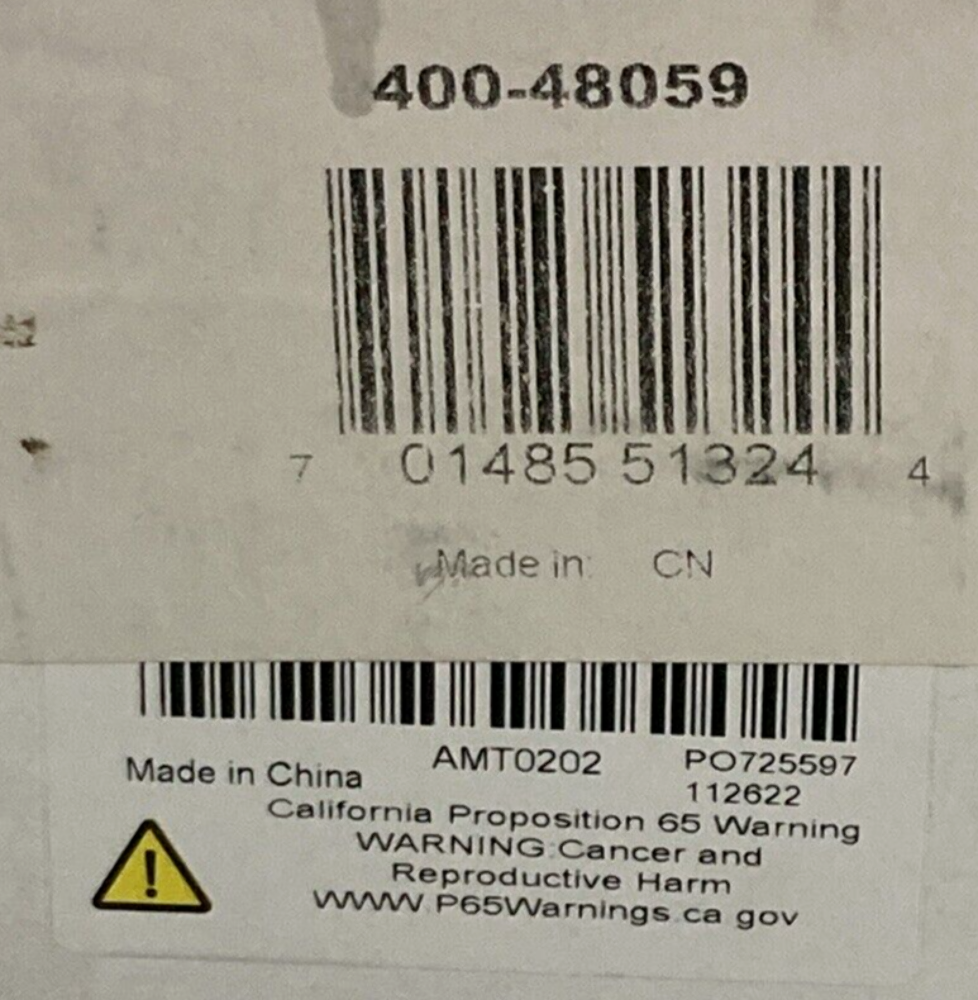 400-48059
7 01485 51324 4
Made in: CN
Made in China AMT0202 PO725597
112622
California Proposition 65 Warning
WARNING:Cancer and
Reproductive Harm
WWW.P65Warnings.ca gov